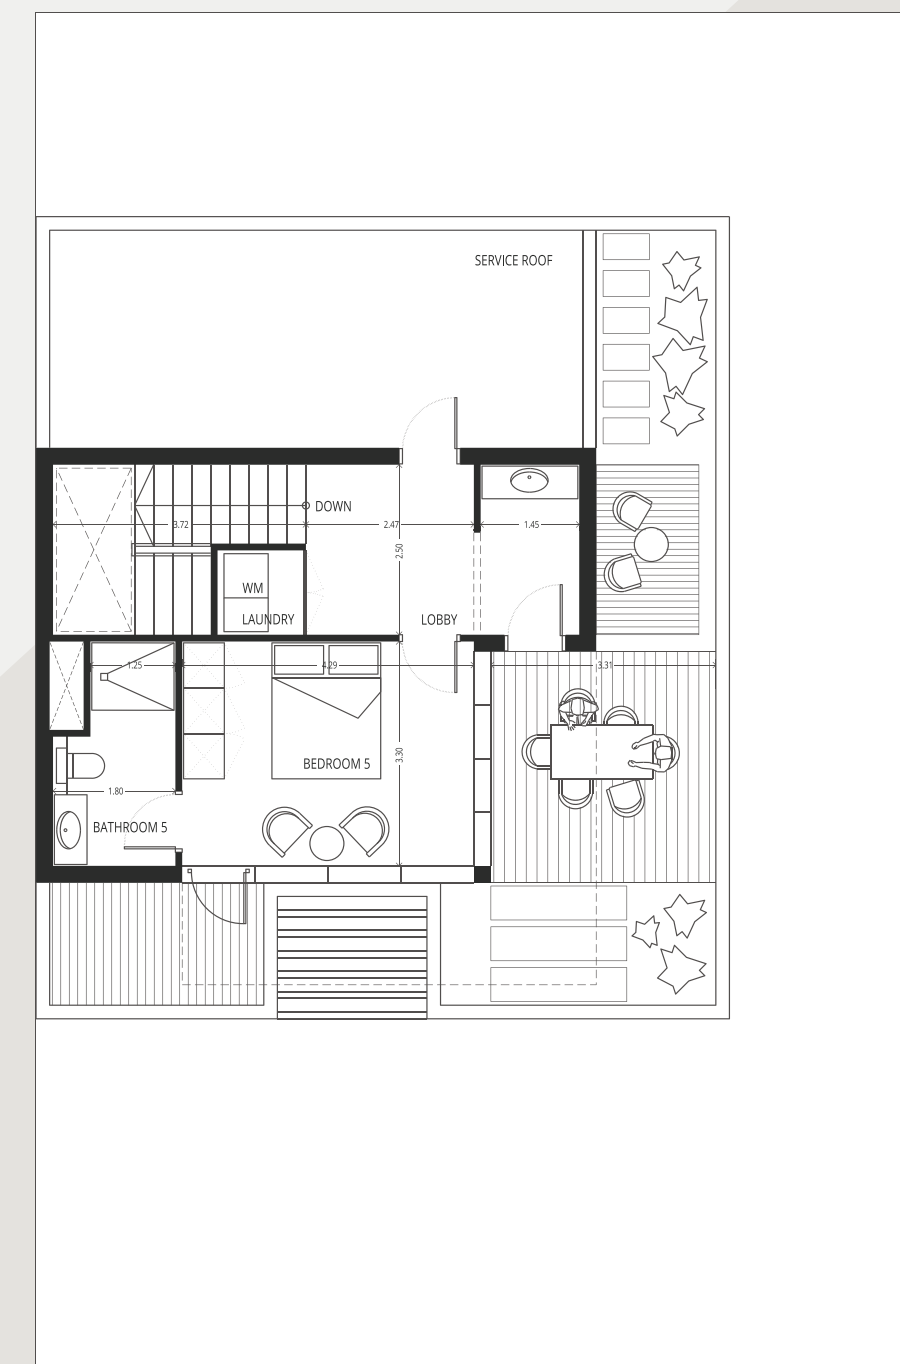 SERVICE ROOF
DOWN
3.72
2.47
1.45
2.50
WM
LAUNDRY
LOBBY
1.25
4.29
3.31
3.30
BEDROOM 5
1.80
BATHROOM 5